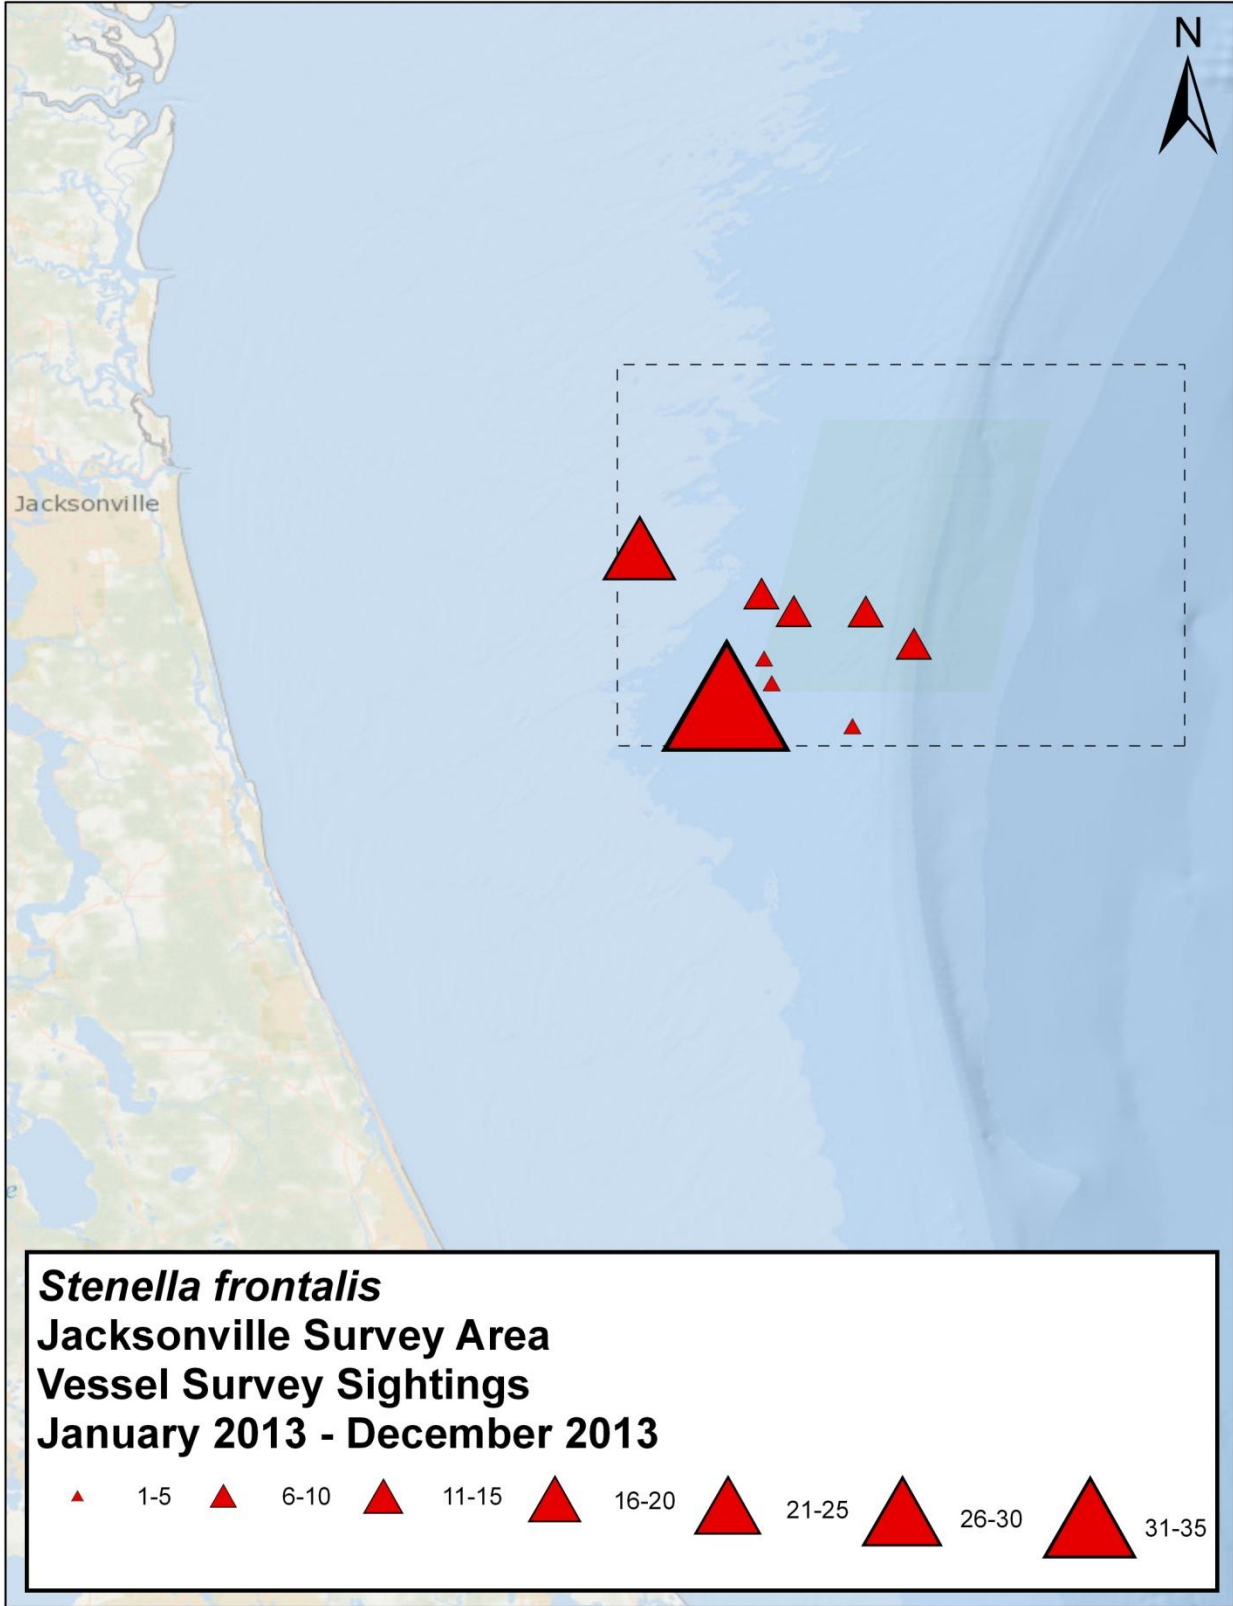 N
Jacksonville
e
Stenella frontalis
Jacksonville Survey Area
Vessel Survey Sightings
January 2013 - December 2013
1-5 6-10 11-15 16-20 21-25 26-30 31-35